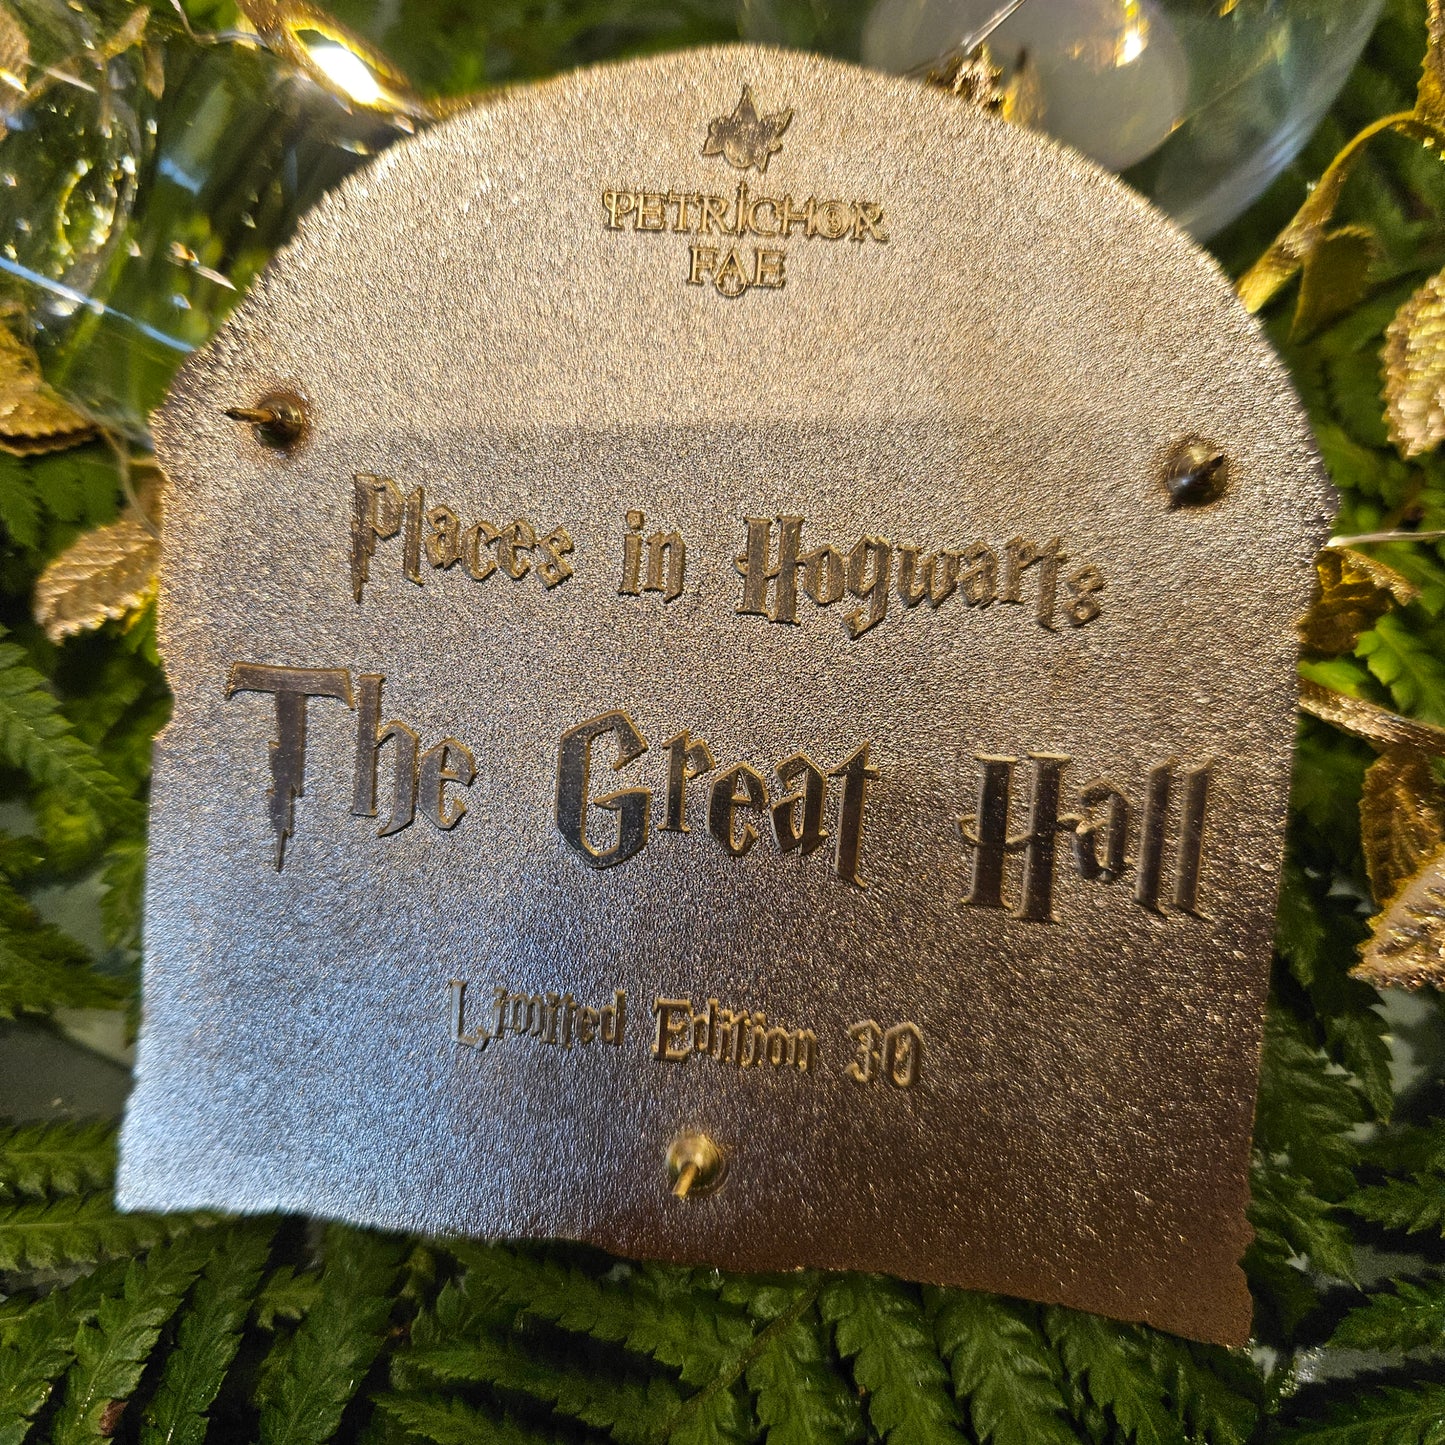 PETRICHOR
FAE
Places in Hogwarts:
The Great Hall
Limited Edition 30